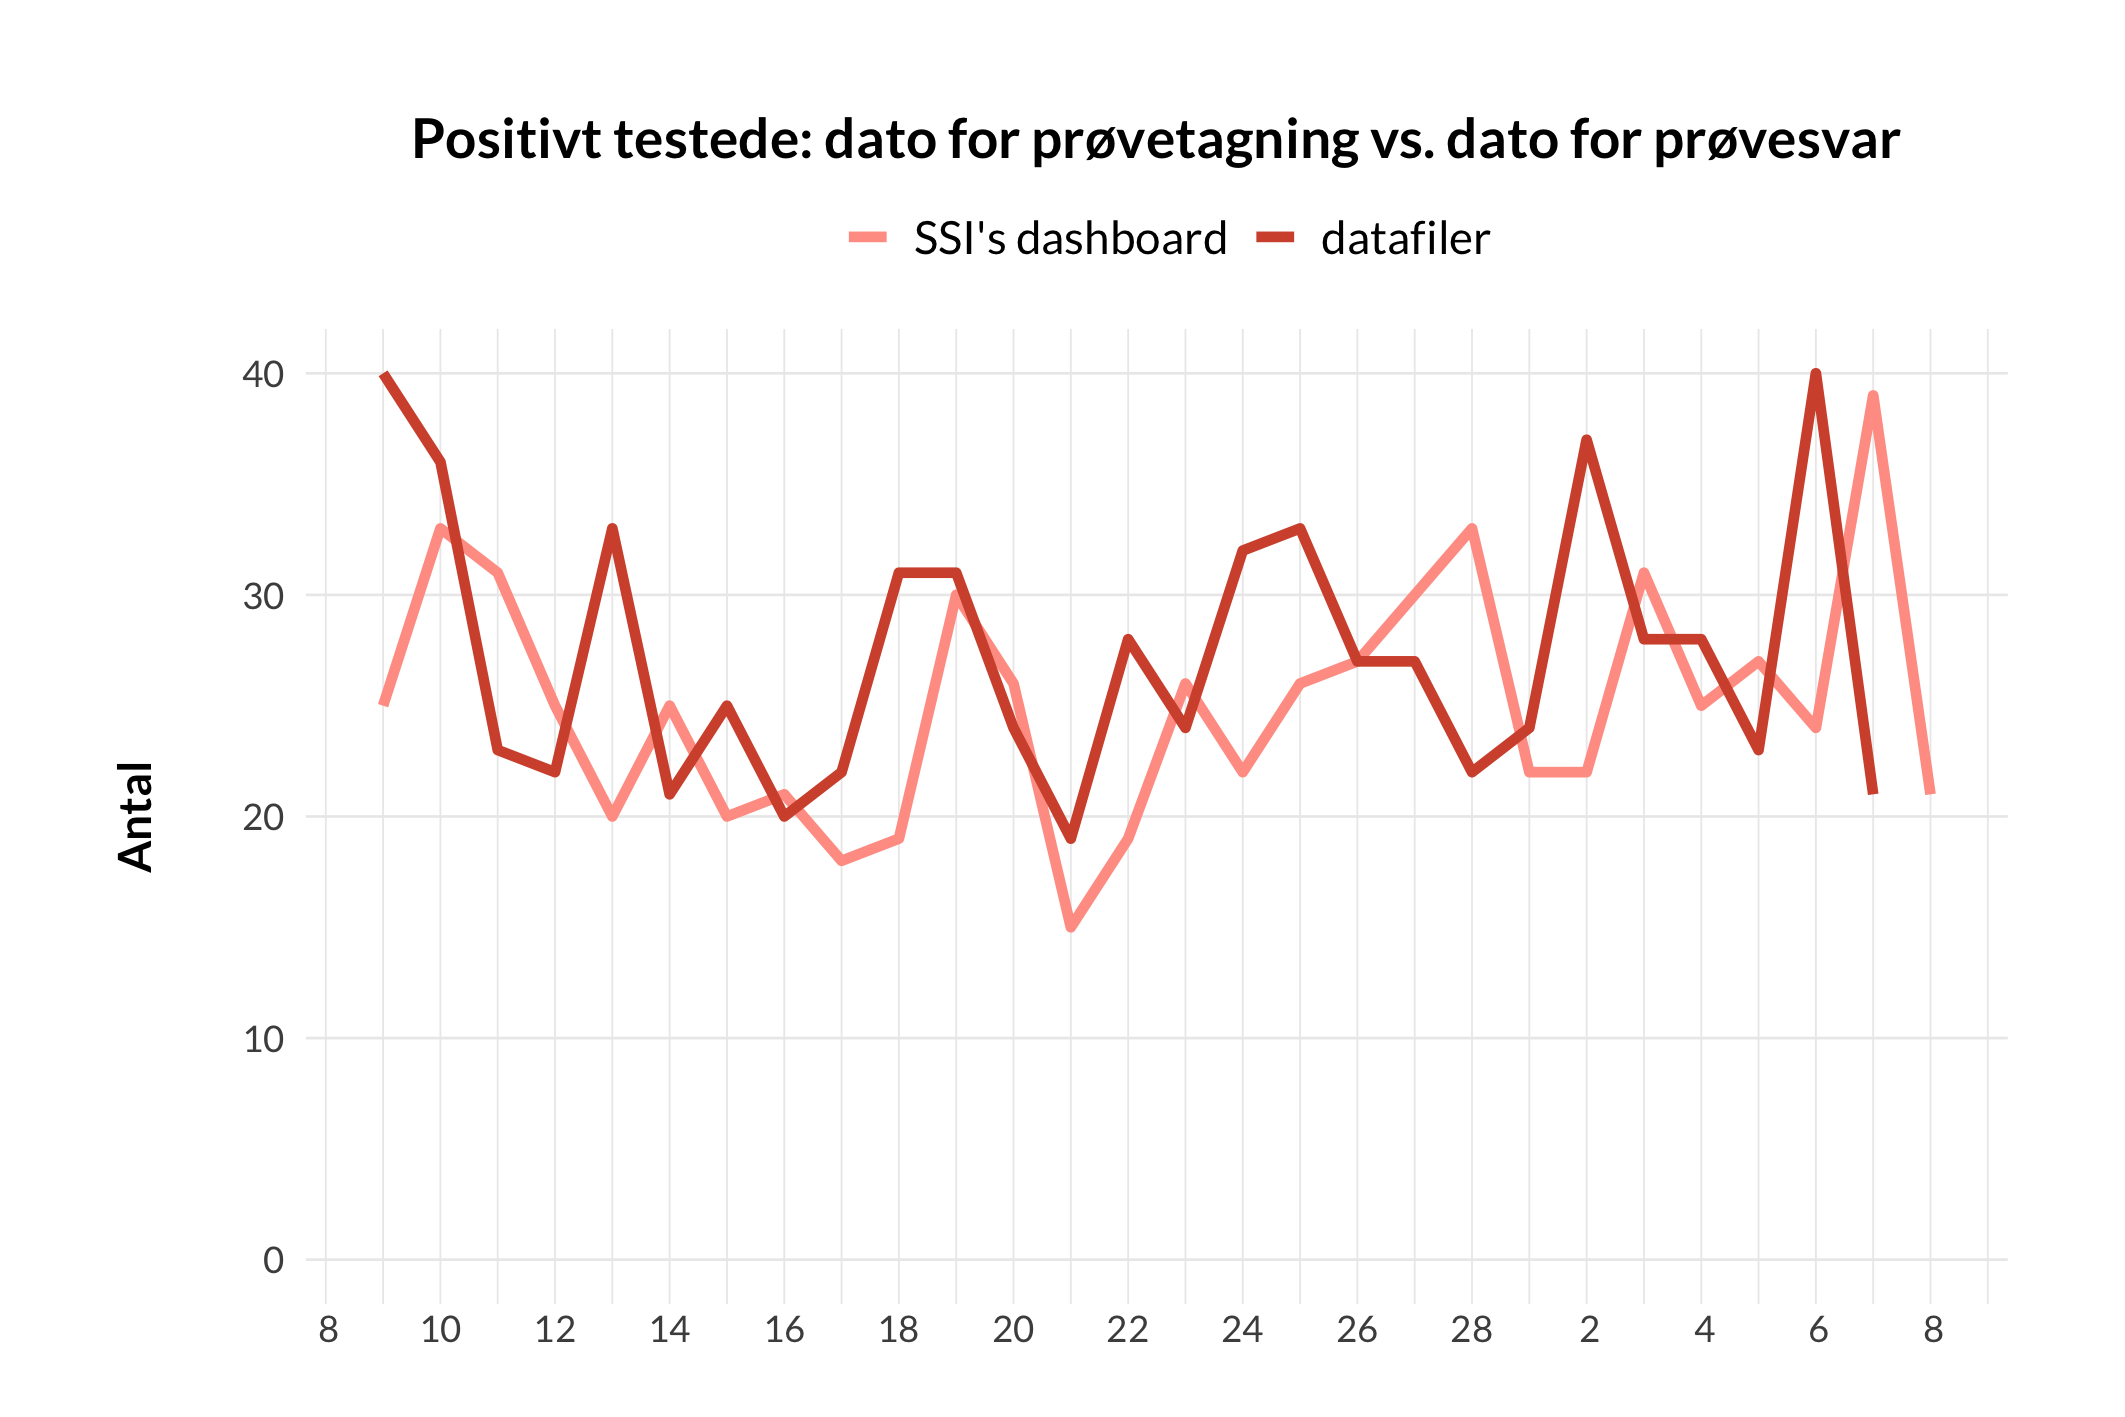 Positivt testede: dato for prøvetagning vs. dato for prøvesvar
SSI's dashboard datafiler
Antal
40
30
20
10
0
8 10 12 14 16 18 20 22 24 26 28 2 4 6 8